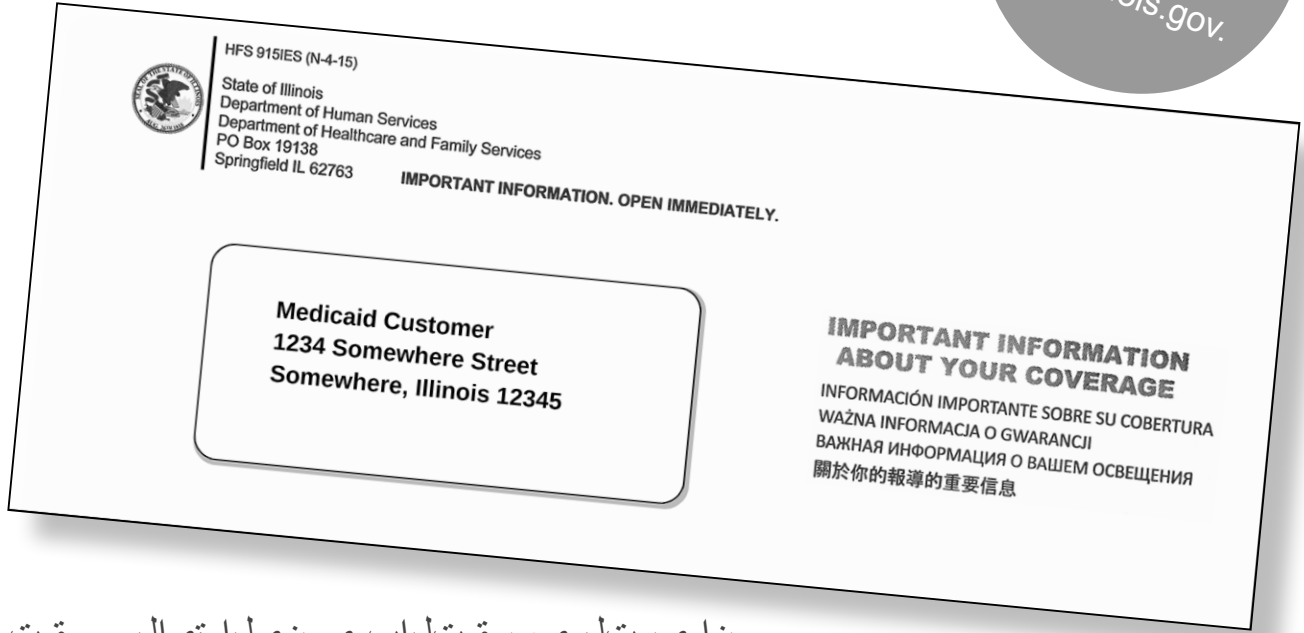 HFS 915IES (N-4-15)
State of Illinois
Department of Human Services
Department of Healthcare and Family Services
PO Box 19138
Springfield IL 62763
IMPORTANT INFORMATION. OPEN IMMEDIATELY.
Medicaid Customer
1234 Somewhere Street
Somewhere, Illinois 12345
IMPORTANT INFORMATION
ABOUT YOUR COVERAGE
INFORMACIÓN IMPORTANTE SOBRE SU COBERTURA
WAŻNA INFORMACJA O GWARANCJI
ВАЖНАЯ ИНФОРМАЦИЯ О ВАШЕМ ОСВЕЩЕНИЯ
關於你的報導的重要信息